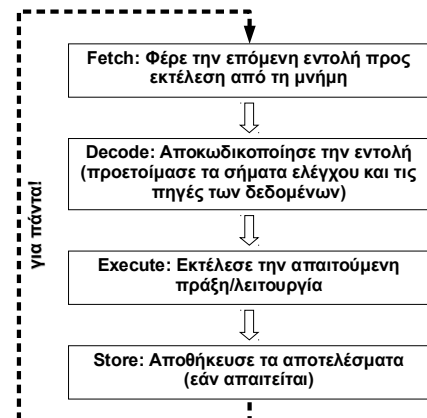 Fetch: Φέρε την επόμενη εντολή προς
εκτέλεση από τη μνήμη
Decode: Αποκωδικοποίησε την εντολή
(προετοίμασε τα σήματα ελέγχου και τις
πηγές των δεδομένων)
για πάντα!
Execute: Εκτέλεσε την απαιτούμενη
πράξη/λειτουργία
Store: Αποθήκευσε τα αποτελέσματα
(εάν απαιτείται)